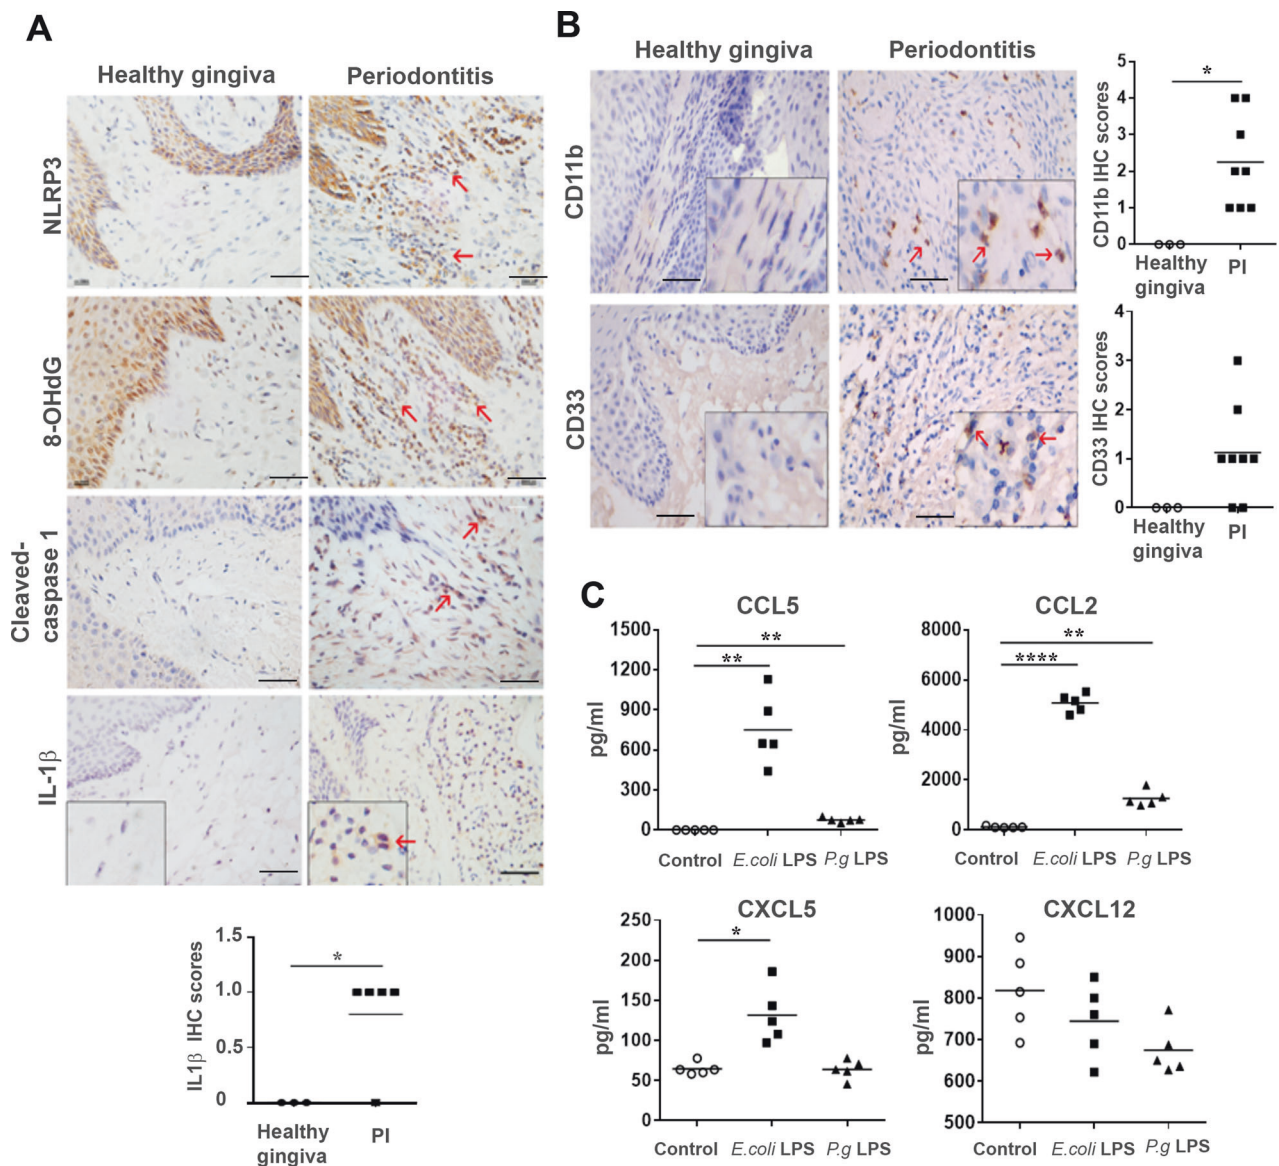 A
Healthy gingiva
Periodontitis
NLRP3
8-OHdG
Cleaved-
caspase 1
IL-1β
IL1β IHC scores
1.5
1.0
0.5
0
*
Healthy
gingiva
PI
B
Healthy gingiva
Periodontitis
CD11b
CD33
CD11b IHC scores
5
4
3
2
1
0
*
Healthy
gingiva
PI
CD33 IHC scores
4
3
2
1
0
Healthy
gingiva
PI
C
CCL5
pg/ml
1500
1200
900
600
300
0
**
**
Control
E.coli LPS
P.g LPS
CCL2
pg/ml
8000
6000
4000
2000
0
**
****
Control
E.coli LPS
P.g LPS
CXCL5
pg/ml
250
200
150
100
50
0
*
Control
E.coli LPS
P.g LPS
CXCL12
pg/ml
1000
900
800
700
600
500
Control
E.coli LPS
P.g LPS